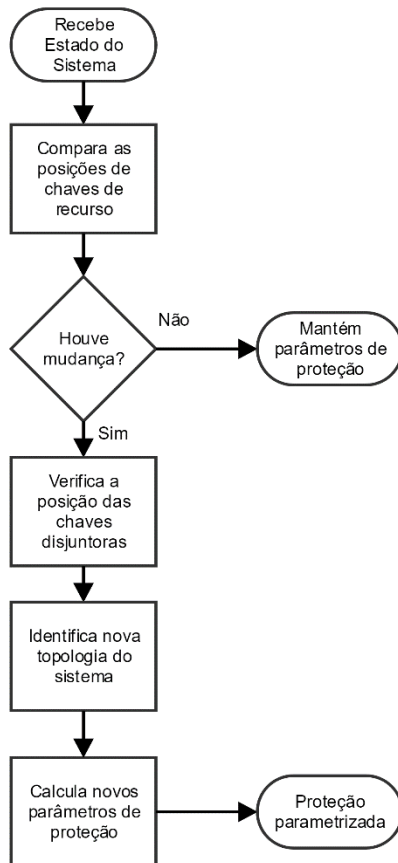 Recebe
Estado do
Sistema
Compara as
posições de
chaves de
recurso
Houve
mudança?
Não
Mantém
parâmetros de
proteção
Sim
Verifica a
posição das
chaves
disjuntoras
Identifica nova
topologia do
sistema
Calcula novos
parâmetros de
proteção
Proteção
parametrizada